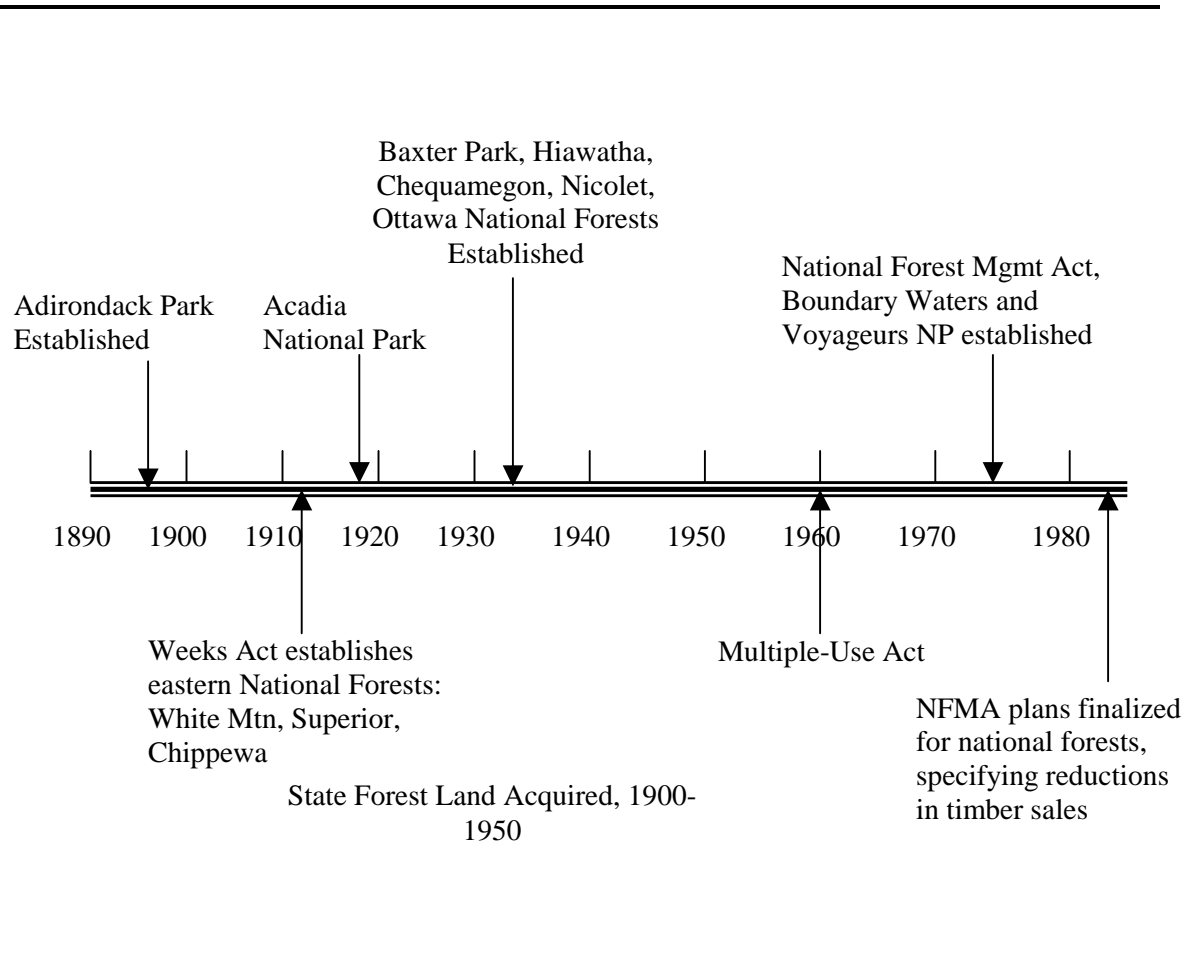 Baxter Park, Hiawatha,
Chequamegon, Nicolet,
Ottawa National Forests
Established
National Forest Mgmt Act,
Boundary Waters and
Voyageurs NP established
Adirondack Park
Established
Acadia
National Park
1890 1900 1910 1920 1930 1940 1950 1960 1970 1980
Weeks Act establishes
eastern National Forests:
White Mtn, Superior,
Chippewa
Multiple-Use Act
NFMA plans finalized
for national forests,
specifying reductions
in timber sales
State Forest Land Acquired, 1900-
1950